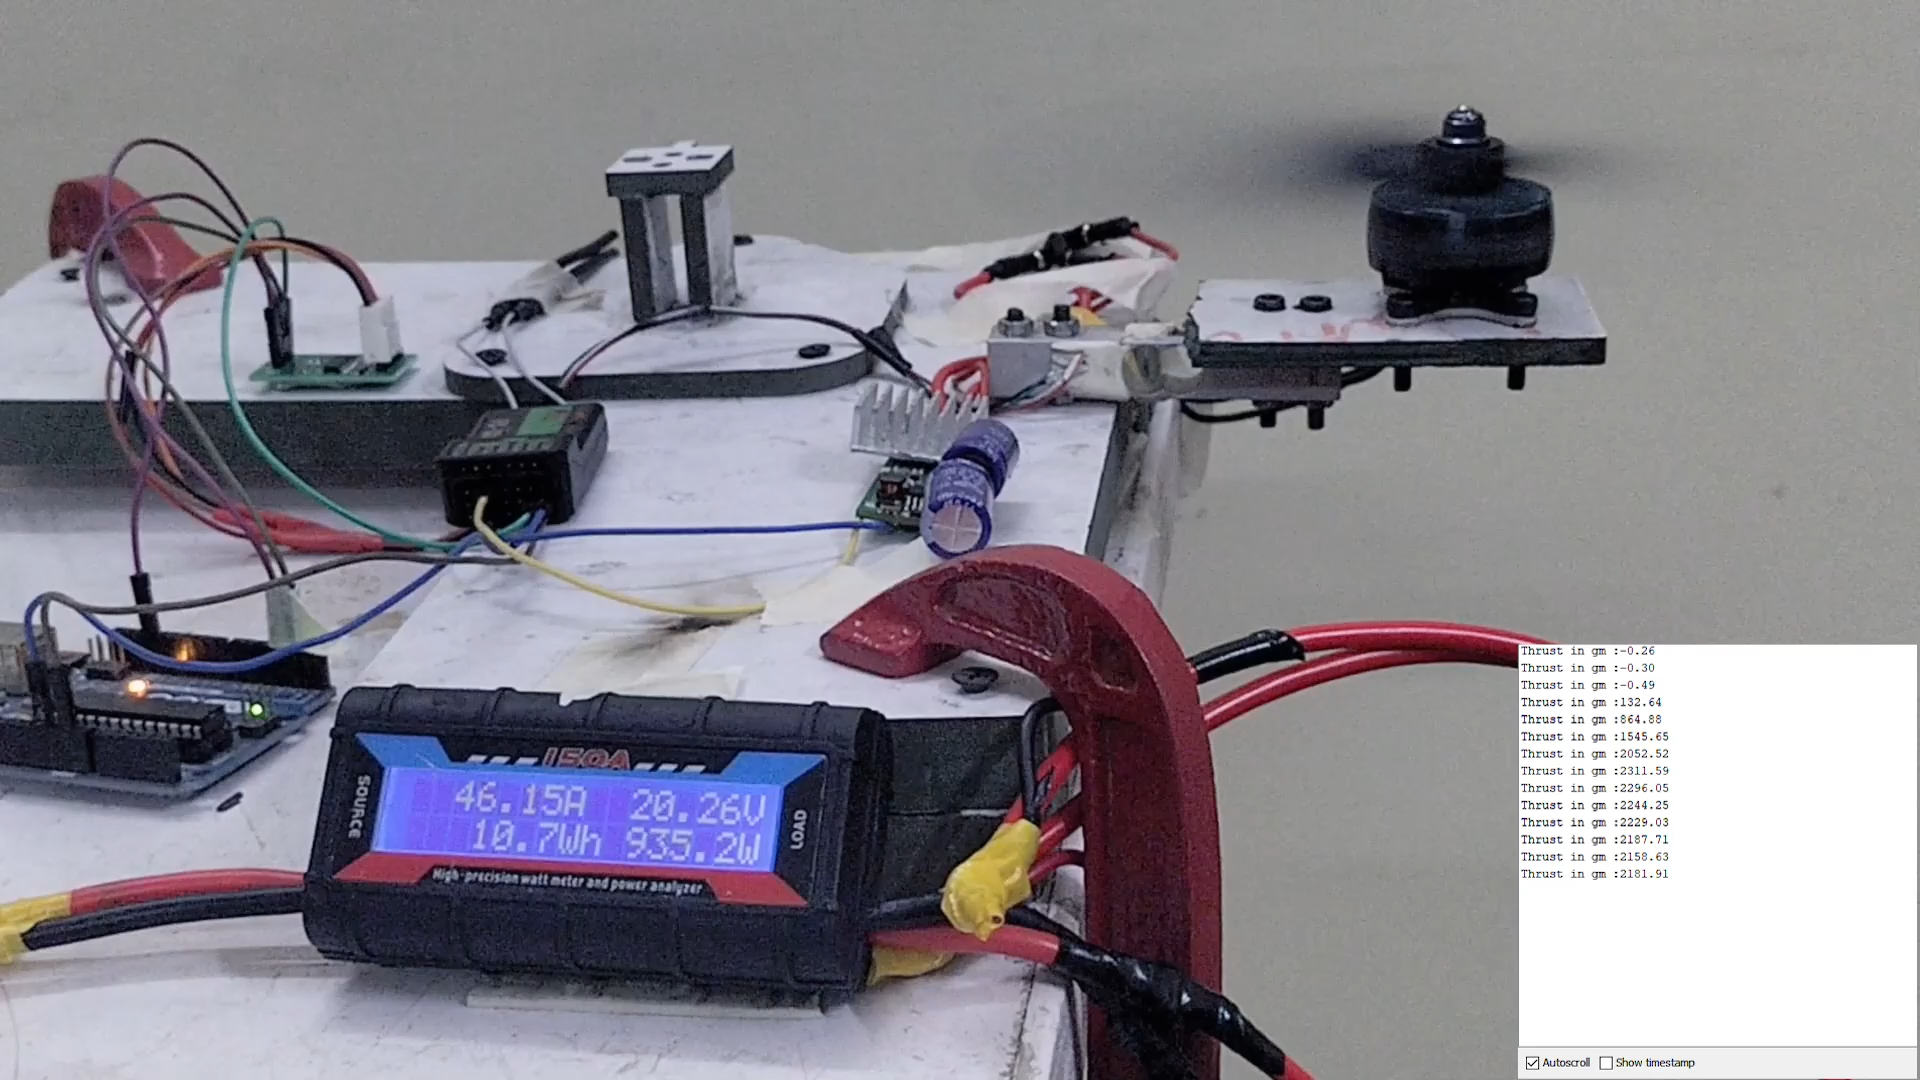 150A
SOURCE
46.15A 20.26V
10.7Wh 935.2W
LOAD
High-precision watt meter and power analyzer
Thrust in gm :-0.26
Thrust in gm :-0.30
Thrust in gm :-0.49
Thrust in gm :132.64
Thrust in gm :864.88
Thrust in gm :1545.65
Thrust in gm :2052.52
Thrust in gm :2311.59
Thrust in gm :2296.05
Thrust in gm :2244.25
Thrust in gm :2229.03
Thrust in gm :2187.71
Thrust in gm :2158.63
Thrust in gm :2181.91
Autoscroll
Show timestamp